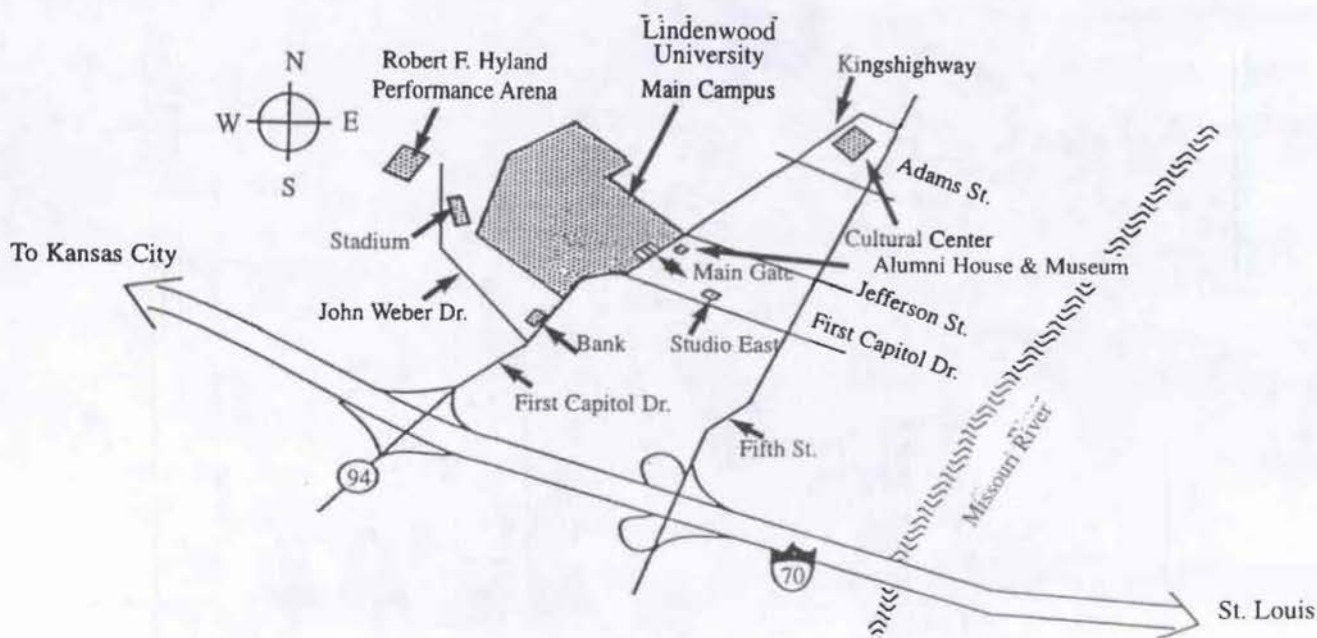 Lindenwood
University
Main Campus
Robert F. Hyland
Performance Arena
Kingshighway
N
W
E
S
Adams St.
Stadium
Cultural Center
To Kansas City
Main Gate
Alumni House & Museum
John Weber Dr.
Jefferson St.
Bank
Studio East
First Capitol Dr.
First Capitol Dr.
Fifth St.
Missouri River
94
70
St. Louis